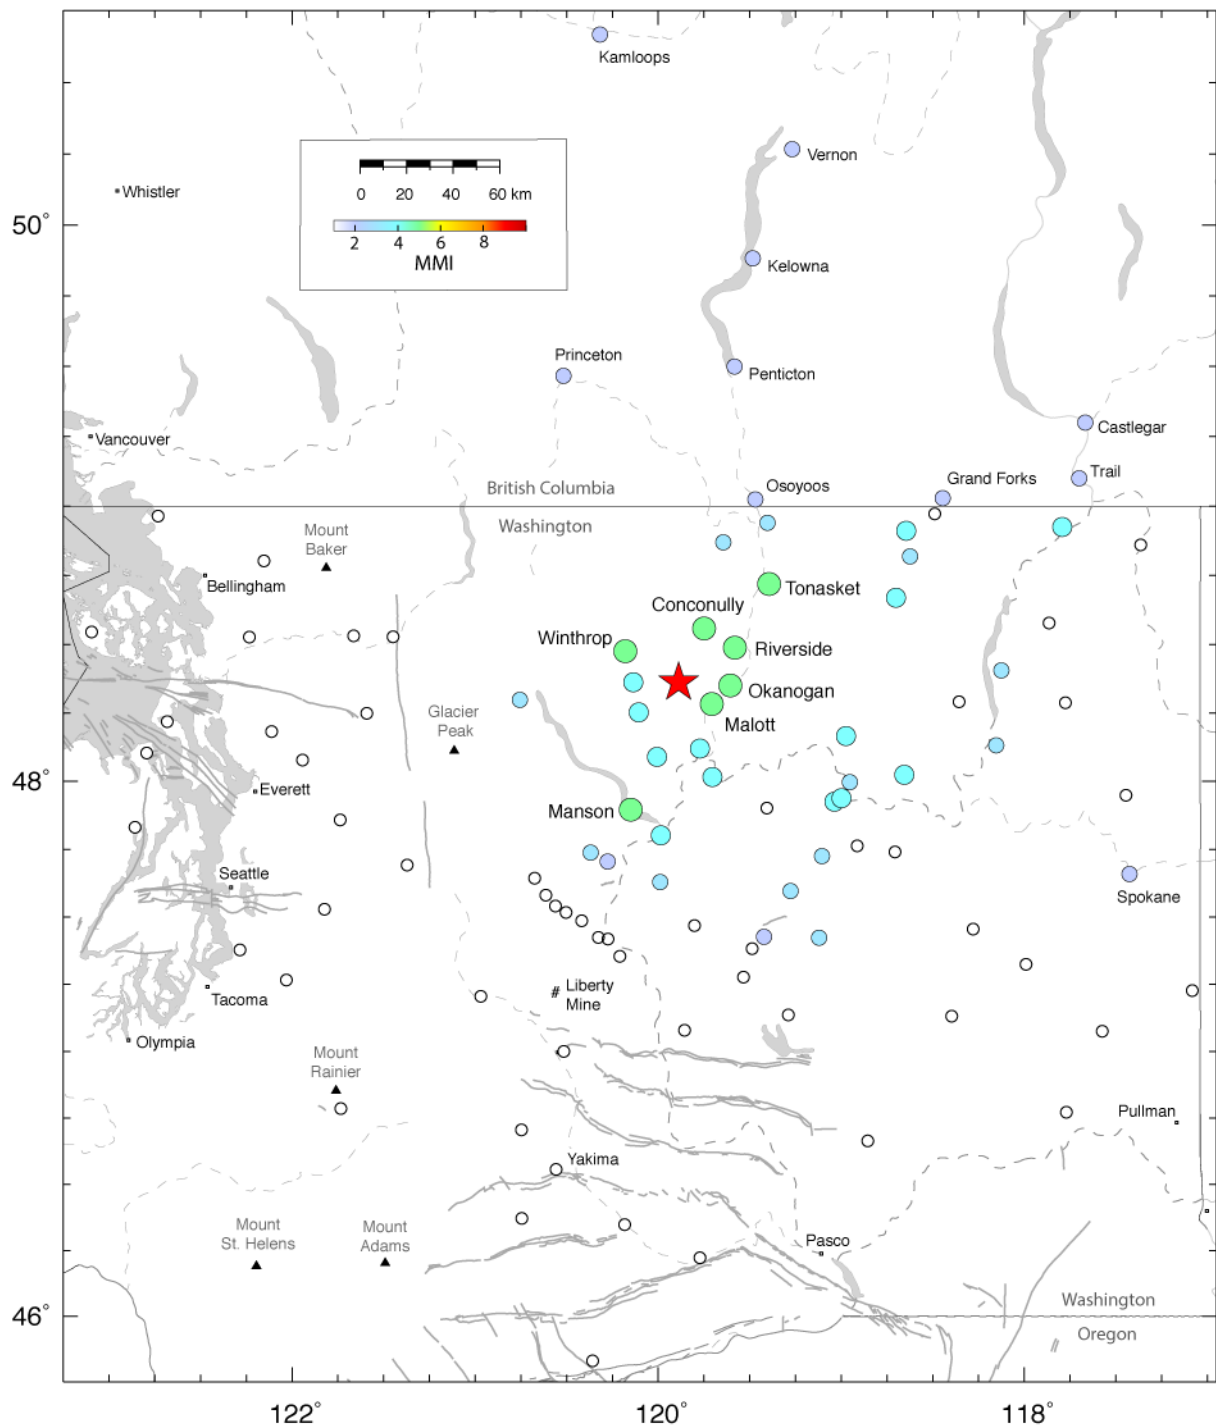 Kamloops
Vernon
Whistler
0 20 40 60 km
2 4 6 8
MMI
50°
Kelowna
Princeton
Penticton
Castlegar
Vancouver
Trail
Grand Forks
Osoyoos
British Columbia
Washington
Mount
Baker
Bellingham
Tonasket
Conconully
Winthrop
Riverside
Okanogan
Malott
Glacier
Peak
48°
Everett
Manson
Seattle
Spokane
# Liberty
Mine
Tacoma
Olympia
Mount
Rainier
Pullman
Yakima
Mount
St. Helens
Mount
Adams
Pasco
Washington
Oregon
46°
122° 120° 118°